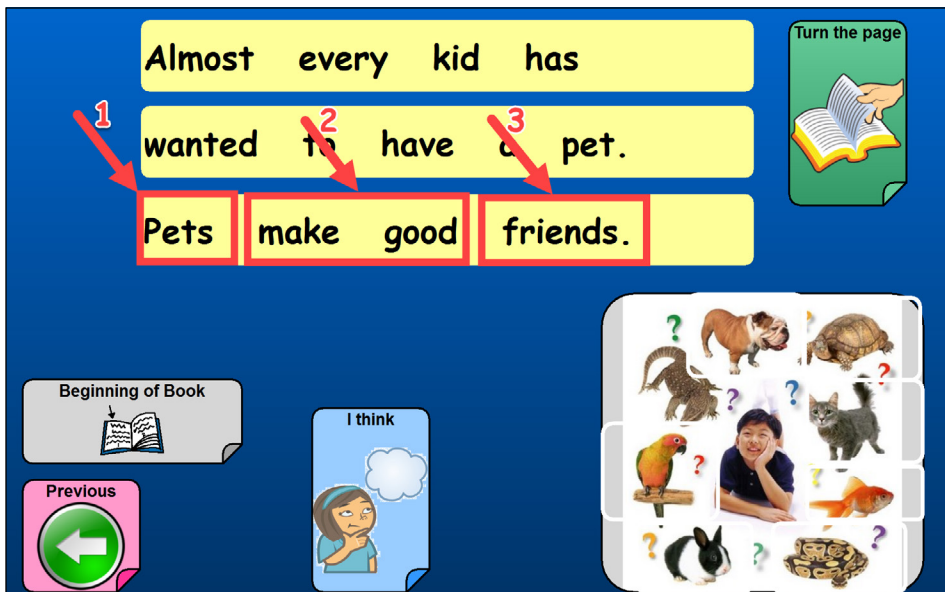 Almost every kid has
wanted to have a pet.
Pets make good friends.
1
2
3
Turn the page
Beginning of Book
I think
Previous
?
?
?
?
?
?
?
?
?
?